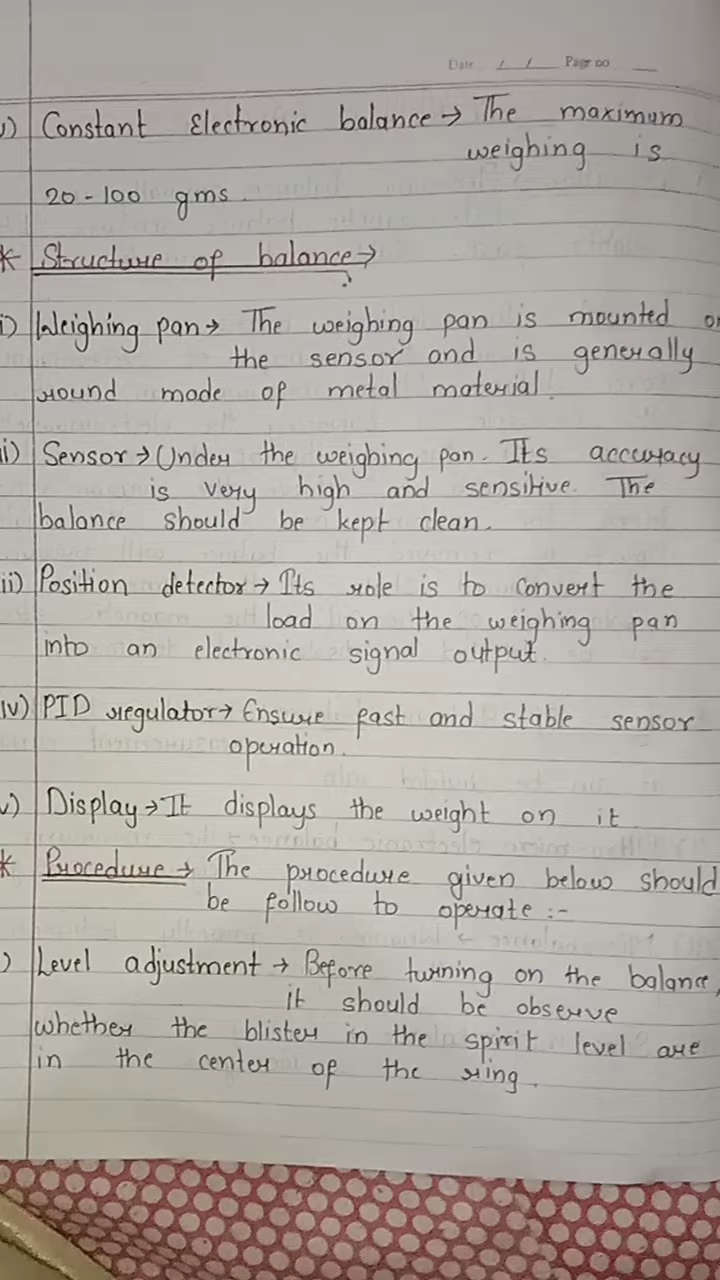 Date / / Page no
v) Constant Electronic balance → The maximum
weighing is
20 - 100 gms.
* Structure of balance →
i) Weighing pan → The weighing pan is mounted on
the sensor and is generally
round made of metal material.
ii) Sensor → Under the weighing pan. Its accuracy
is very high and sensitive. The
balance should be kept clean.
iii) Position detector → Its role is to convert the
load on the weighing pan
into an electronic signal output.
iv) PID regulator → Ensure fast and stable sensor
operation.
v) Display → It displays the weight on it
* Procedure → The procedure given below should
be follow to operate :-
) Level adjustment → Before turning on the balance,
it should be observe
whether the blister in the spirit level are
in the center of the ring.